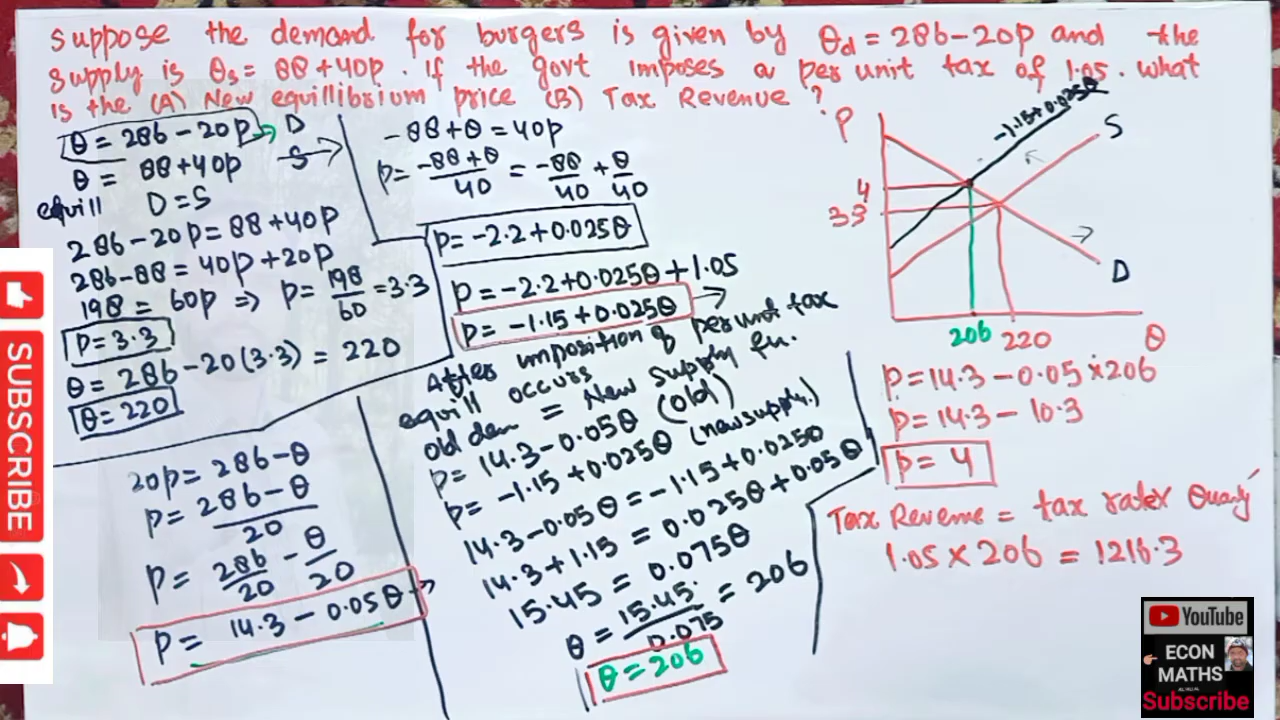 suppose the demand for burgers is given by Qd = 286-20p and the
supply is Qs = 88+40p. If the govt imposes a per unit tax of 1.05. what
is the (A) New equillibrium price (B) Tax Revenue ?
Q = 286-20p → D
Q = 88+40p S →
equill D=S
286-20p = 88+40p
286-88 = 40p+20p
198 = 60p => p = 198/60 = 3.3
p = 3.3
Q = 286-20(3.3) = 220
Q = 220
20p = 286-Q
p = 286-Q/20
p = 286/20 - Q/20
p = 14.3 - 0.05Q →
-88+Q = 40p
p = -88+Q/40 = -88/40 + Q/40
p = -2.2+0.025Q
p = -2.2+0.025Q+1.05
p = -1.15+0.025Q →
After imposition of per unit tax
equill occurs
old dem = New supply fn.
p = 14.3-0.05Q (old)
p = -1.15+0.025Q (new supply.)
14.3-0.05Q = -1.15+0.025Q
14.3+1.15 = 0.025Q+0.05Q
15.45 = 0.075Q
Q = 15.45/0.075 = 206
Q = 206
-1.15+0.025Q
P
S
4
3.3
D
206 220 Q
p = 14.3 - 0.05×206
p = 14.3 - 10.3
p = 4
Tax Revenue = tax rate× Quanty
1.05 × 206 = 1216.3
SUBSCRIBE
YouTube
ECON
MATHS
Subscribe